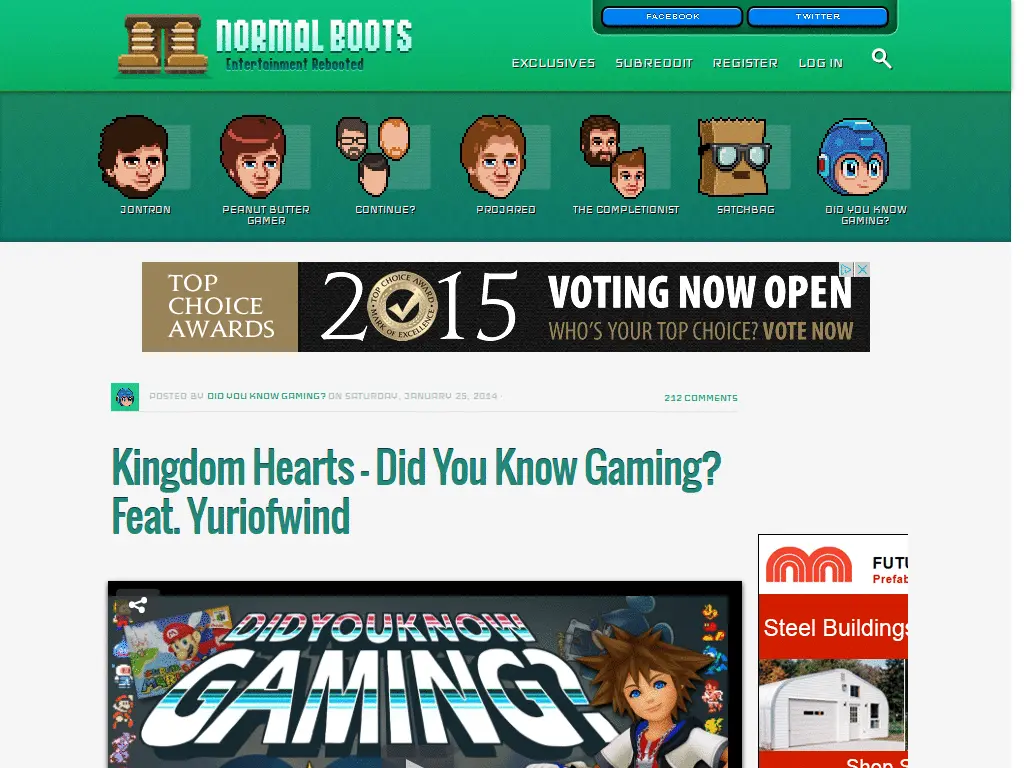 FACEBOOK
TWITTER
NORMAL BOOTS
Entertainment Rebooted
EXCLUSIVES
SUBREDDIT
REGISTER
LOG IN
JONTRON
PEANUT BUTTER
GAMER
CONTINUE?
PROJARED
THE COMPLETIONIST
SATCHBAG
DID YOU KNOW
GAMING?
TOP
CHOICE
AWARDS
2015
TOP CHOICE AWARD
MARK OF EXCELLENCE
VOTING NOW OPEN
WHO'S YOUR TOP CHOICE? VOTE NOW
POSTED BY DID YOU KNOW GAMING? ON SATURDAY, JANUARY 25, 2014 ·
212 COMMENTS
Kingdom Hearts - Did You Know Gaming?
Feat. Yuriofwind
DID YOU KNOW
GAMING?
FUTU
Prefab
Steel Buildings
Shop S